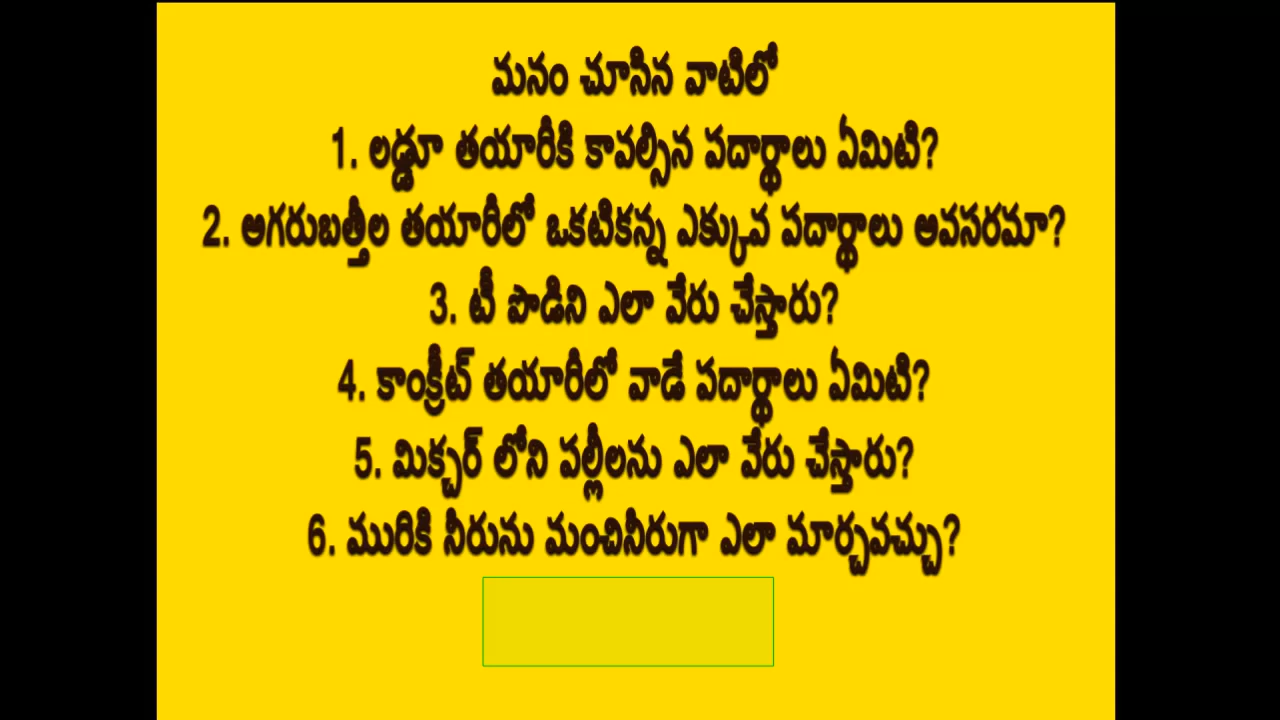 మనం చూసిన వాటిలో
1. లడ్డూ తయారికి కావల్సిన పదార్థాలు ఏమిటి?
2. అగరుబత్తీల తయారీలో ఒకటికన్న ఎక్కువ పదార్థాలు అవసరమా?
3. టీ పొడిని ఎలా వేరు చేస్తారు?
4. కాంక్రీట్ తయారీలో వాడే పదార్థాలు ఏమిటి?
5. మిక్చర్ లోని పల్లీలను ఎలా వేరు చేస్తారు?
6. మురికి నీరును మంచినీరుగా ఎలా మార్చవచ్చు?